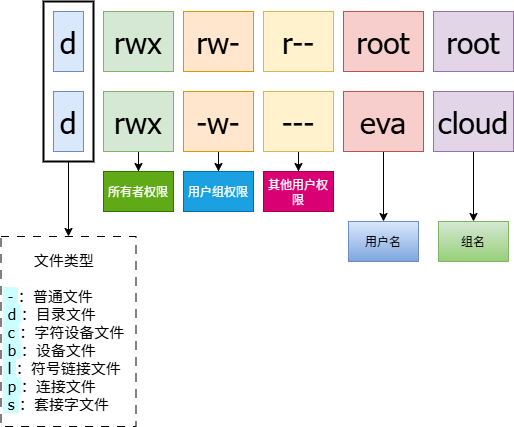 d rwx rw- r-- root root
d rwx -w- --- eva cloud
所有者权限 用户组权限 其他用户权
限
用户名 组名
文件类型
-：普通文件
d：目录文件
c：字符设备文件
b：设备文件
l：符号链接文件
p：连接文件
s：套接字文件